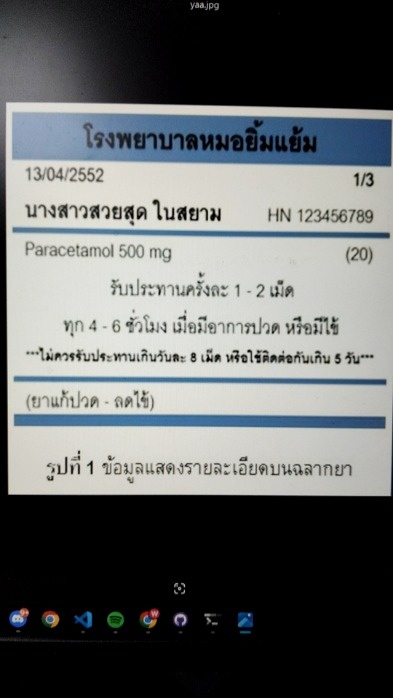 yaa.jpg
โรงพยาบาลหมอยิ้มแย้ม
13/04/2552 1/3
นางสาวสวยสุด ในสยาม HN 123456789
Paracetamol 500 mg (20)
รับประทานครั้งละ 1 - 2 เม็ด
ทุก 4 - 6 ชั่วโมง เมื่อมีอาการปวด หรือมีไข้
***ไม่ควรรับประทานเกินวันละ 8 เม็ด หรือใช้ติดต่อกันเกิน 5 วัน***
(ยาแก้ปวด - ลดไข้)
รูปที่ 1 ข้อมูลแสดงรายละเอียดบนฉลากยา